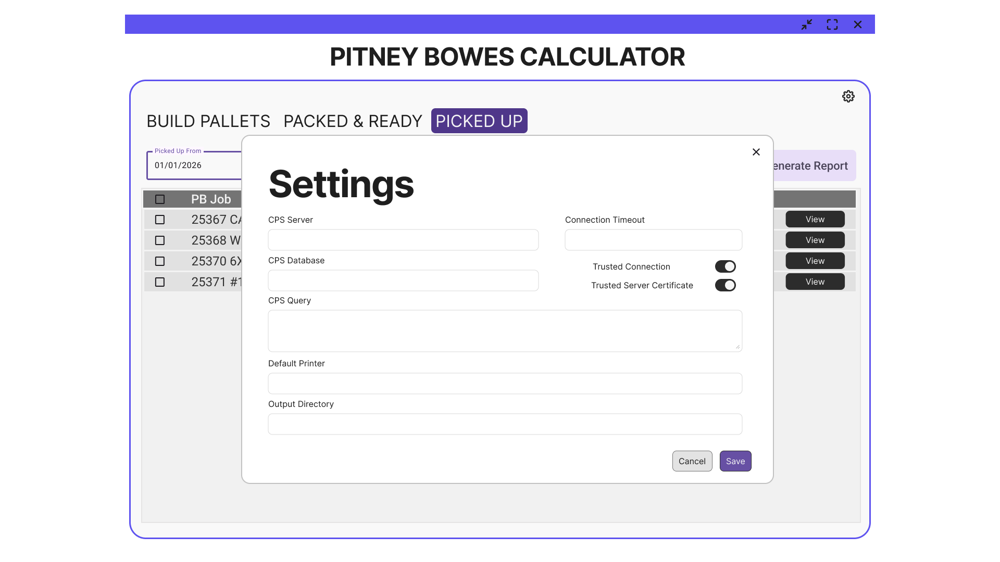 PITNEY BOWES CALCULATOR
BUILD PALLETS PACKED & READY PICKED UP
Picked Up From
01/01/2026
enerate Report
Settings
PB Job
25367 CA
View
25368 W
View
25370 6X
View
25371 #1
View
CPS Server
Connection Timeout
CPS Database
Trusted Connection
Trusted Server Certificate
CPS Query
Default Printer
Output Directory
Cancel Save